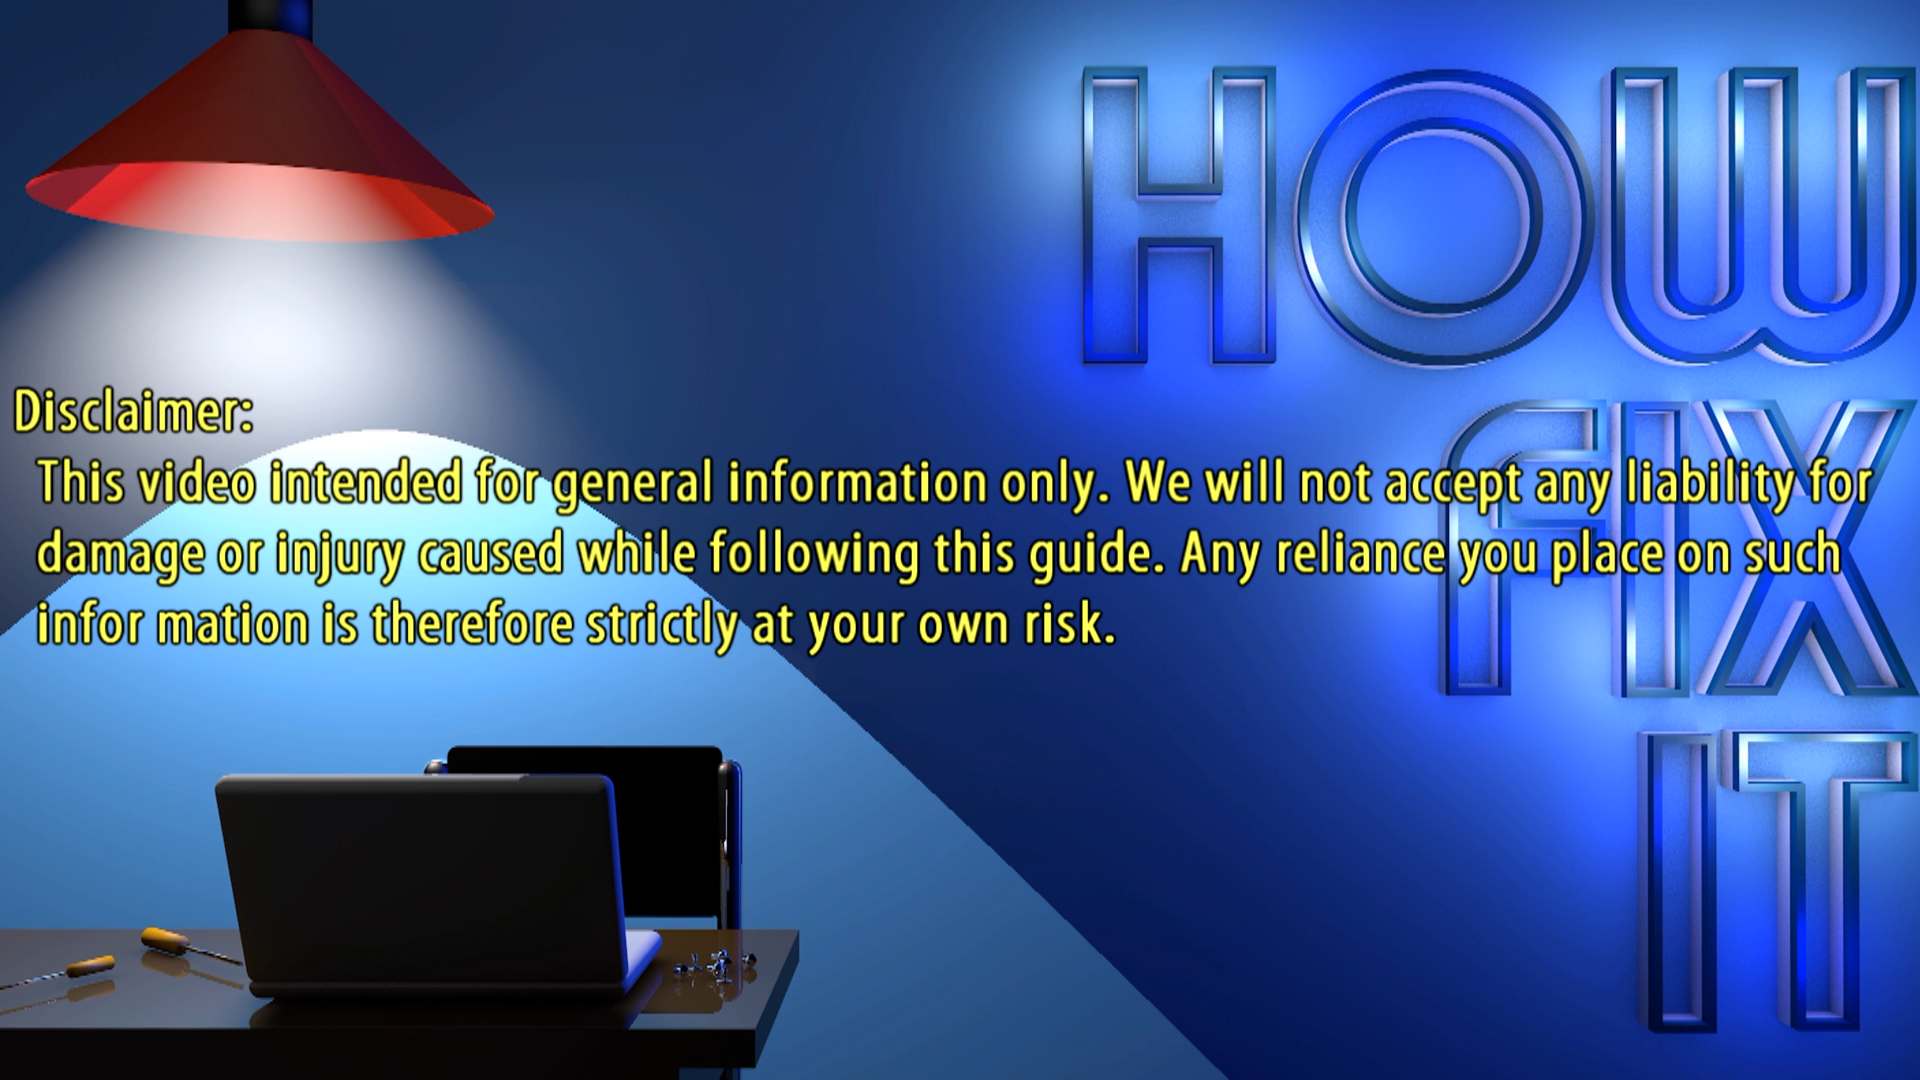 HOW
FIX
IT
Disclaimer:
This video intended for general information only. We will not accept any liability for
damage or injury caused while following this guide. Any reliance you place on such
infor mation is therefore strictly at your own risk.